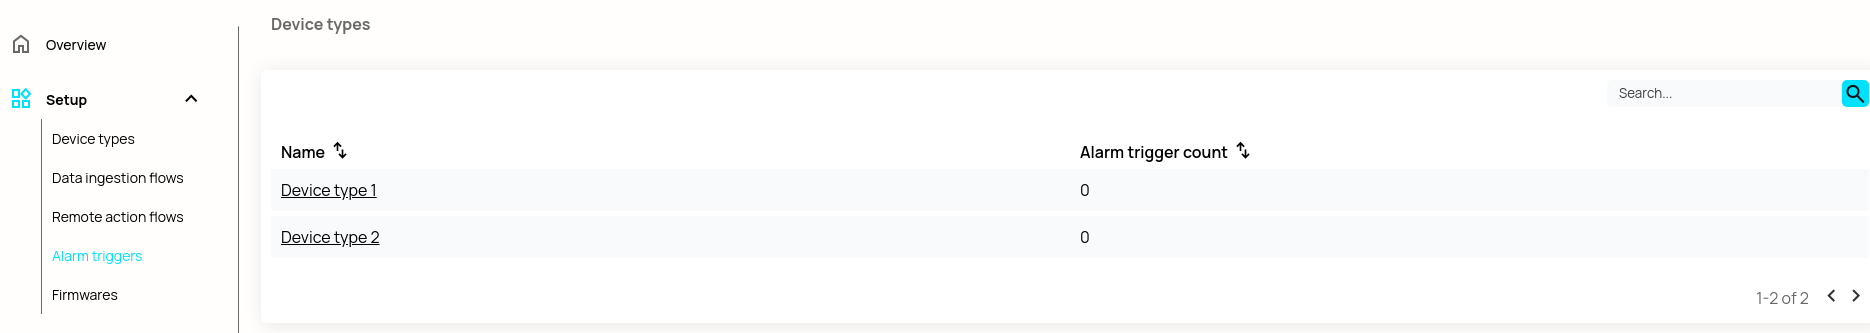 Overview
Setup
Device types
Data ingestion flows
Remote action flows
Alarm triggers
Firmwares
Device types
Search...
Name Alarm trigger count
Device type 1 0
Device type 2 0
1-2 of 2